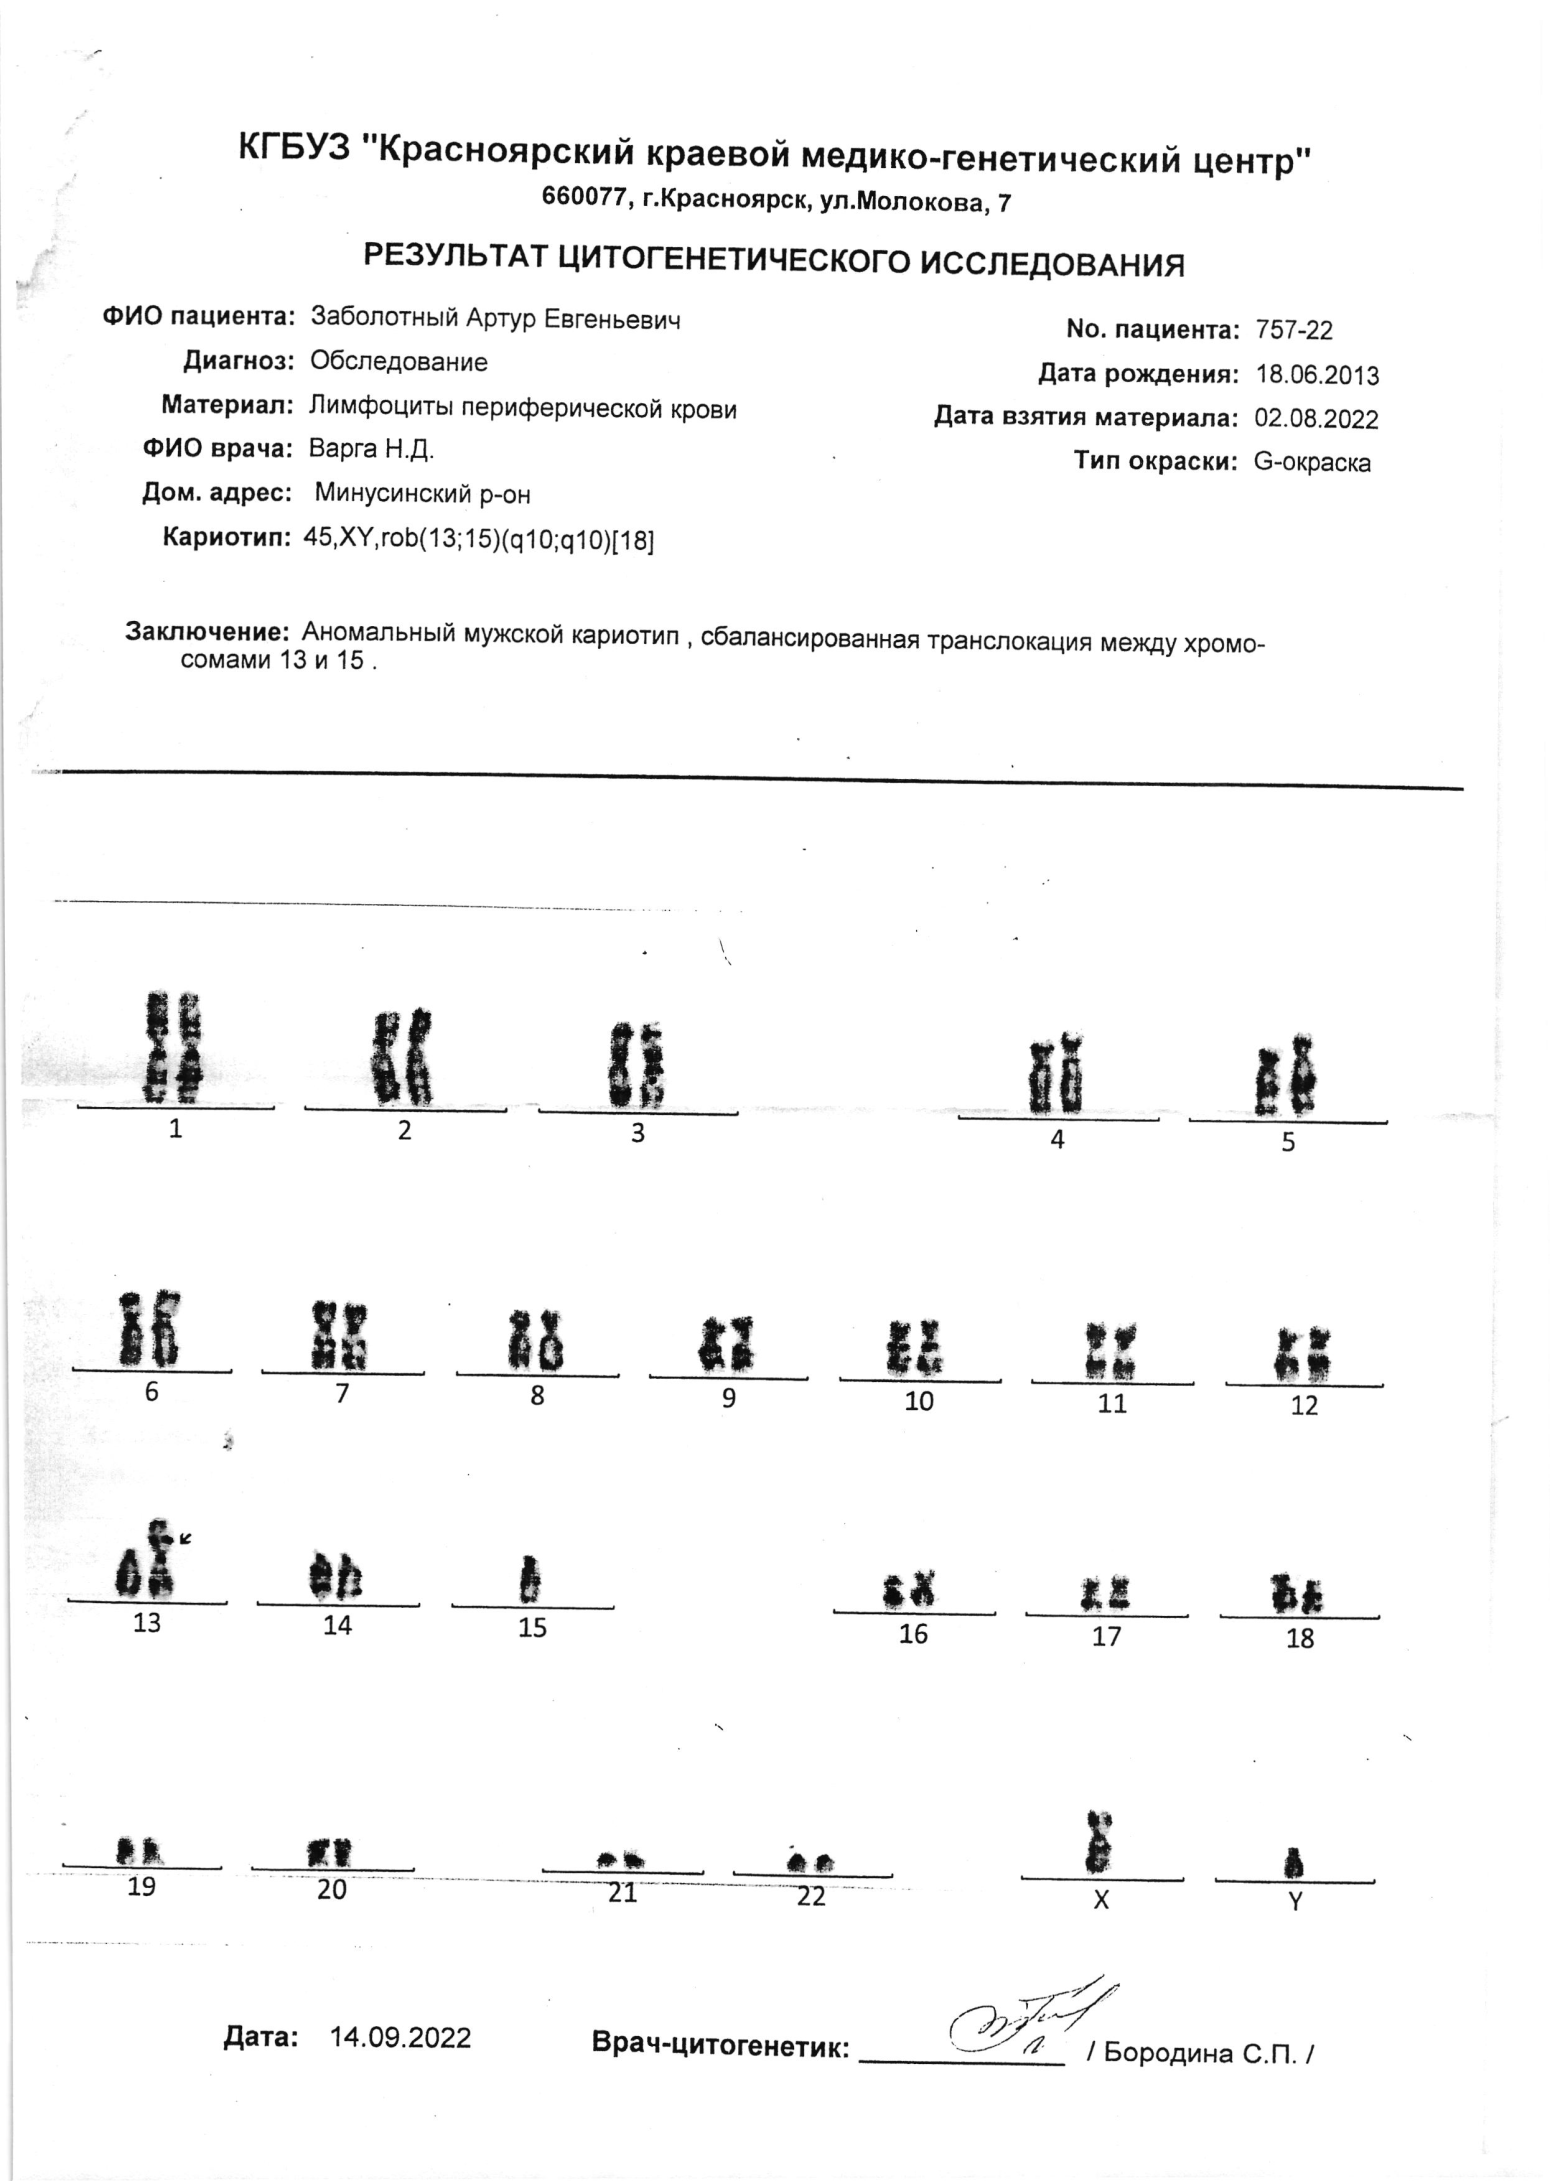 КГБУЗ "Красноярский краевой медико-генетический центр"
660077, г.Красноярск, ул.Молокова, 7
РЕЗУЛЬТАТ ЦИТОГЕНЕТИЧЕСКОГО ИССЛЕДОВАНИЯ
ФИО пациента: Заболотный Артур Евгеньевич
No. пациента: 757-22
Диагноз: Обследование
Дата рождения: 18.06.2013
Материал: Лимфоциты периферической крови
Дата взятия материала: 02.08.2022
ФИО врача: Варга Н.Д.
Тип окраски: G-окраска
Дом. адрес: Минусинский р-он
Кариотип: 45,XY,rob(13;15)(q10;q10)[18]
Заключение: Аномальный мужской кариотип , сбалансированная транслокация между хромо-
сомами 13 и 15 .
1 2 3 4 5
6 7 8 9 10 11 12
13 14 15 16 17 18
19 20 21 22 X Y
Дата: 14.09.2022 Врач-цитогенетик: / Бородина С.П. /